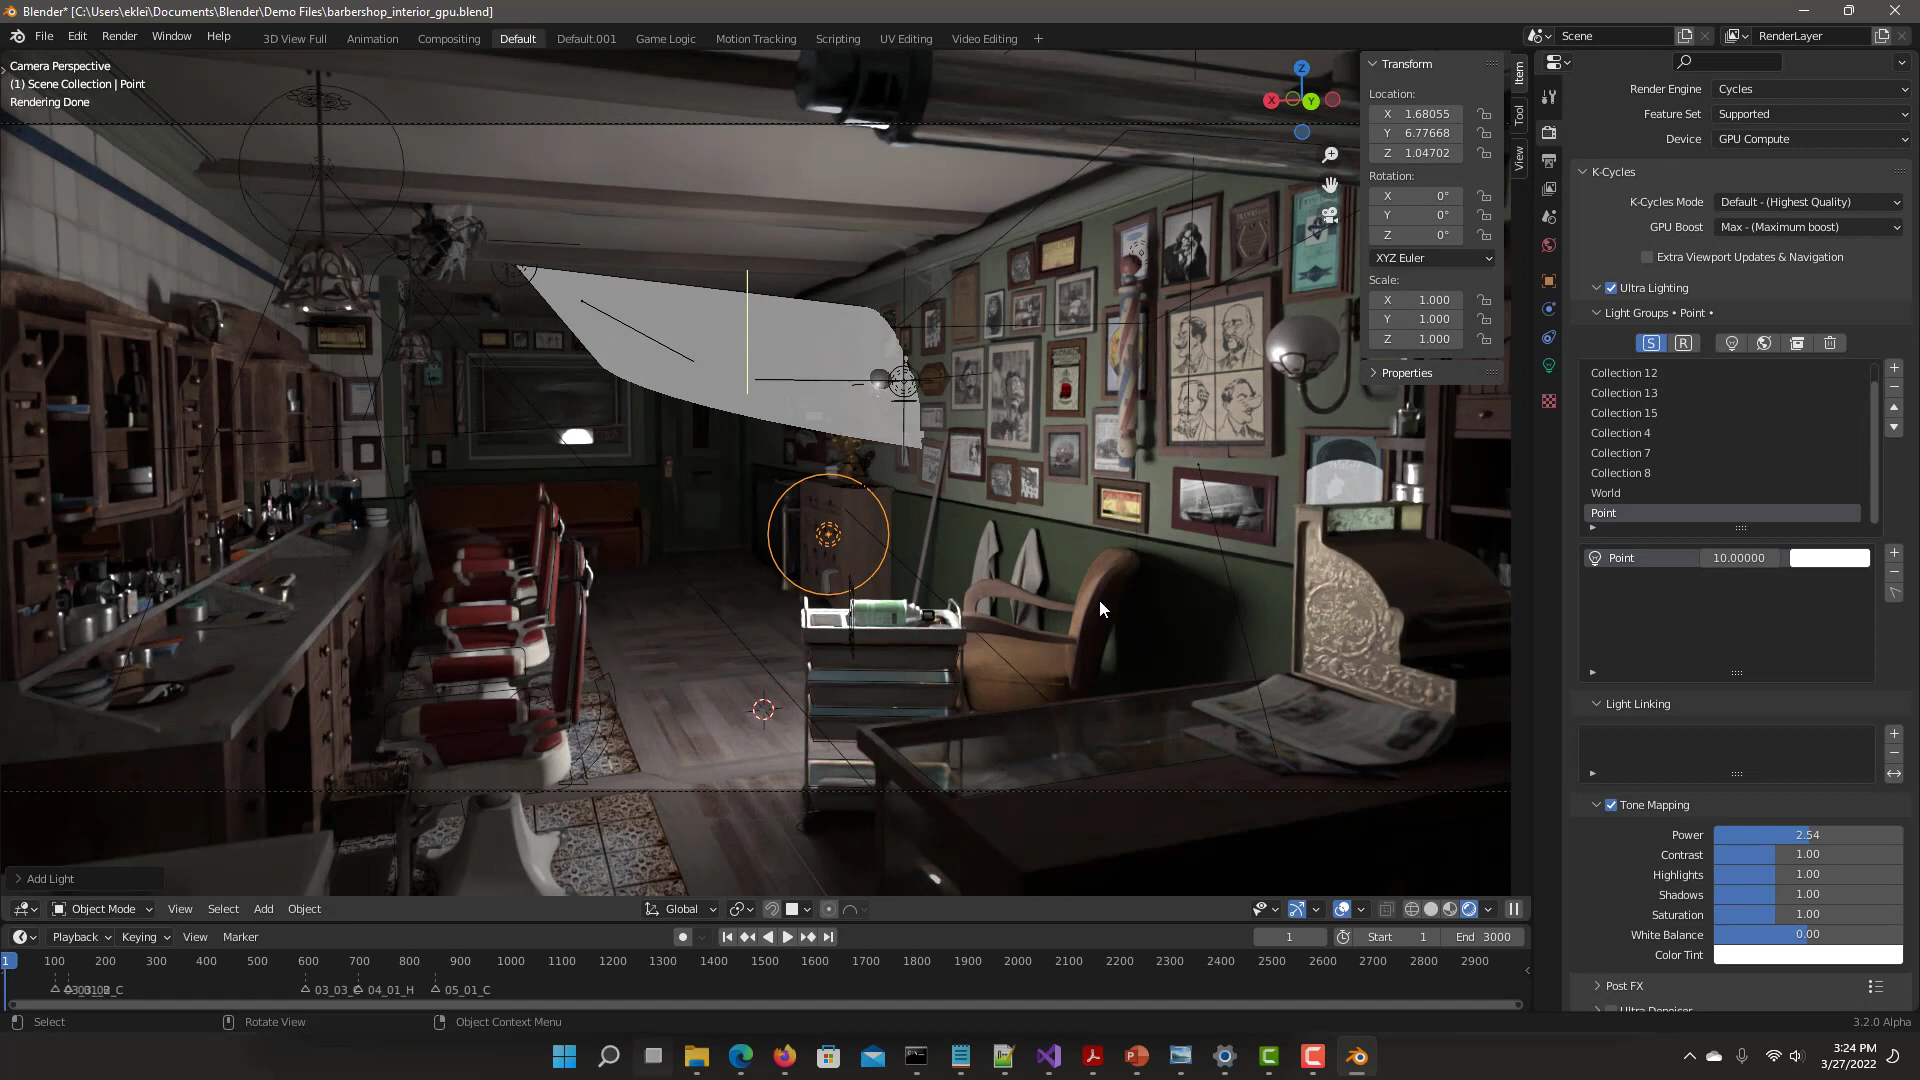 Blender* [C:\Users\eklei\Documents\Blender\Demo Files\barbershop_interior_gpu.blend]
File Edit Render Window Help
3D View Full Animation Compositing Default Default.001 Game Logic Motion Tracking Scripting UV Editing Video Editing +
Scene
RenderLayer
Camera Perspective
(1) Scene Collection | Point
Rendering Done
Z
X
Y
Transform
Location:
X 1.68055
Y 6.77668
Z 1.04702
Rotation:
X 0°
Y 0°
Z 0°
XYZ Euler
Scale:
X 1.000
Y 1.000
Z 1.000
Properties
Item
Tool
View
Render Engine Cycles
Feature Set Supported
Device GPU Compute
K-Cycles
K-Cycles Mode Default - (Highest Quality)
GPU Boost Max - (Maximum boost)
Extra Viewport Updates & Navigation
Ultra Lighting
Light Groups • Point •
S R
Collection 12
Collection 13
Collection 15
Collection 4
Collection 7
Collection 8
World
Point
Point 10.00000
Light Linking
Tone Mapping
Power 2.54
Contrast 1.00
Highlights 1.00
Shadows 1.00
Saturation 1.00
White Balance 0.00
Color Tint
Post FX
Ultra Denoiser
Add Light
Object Mode View Select Add Object
Global
Playback Keying View Marker
1
Start 1
End 3000
1 100 200 300 400 500 600 700 800 900 1000 1100 1200 1300 1400 1500 1600 1700 1800 1900 2000 2100 2200 2300 2400 2500 2600 2700 2800 2900
04_01_H
05_01_C
Select
Rotate View
Object Context Menu
3.2.0 Alpha
3:24 PM
3/27/2022